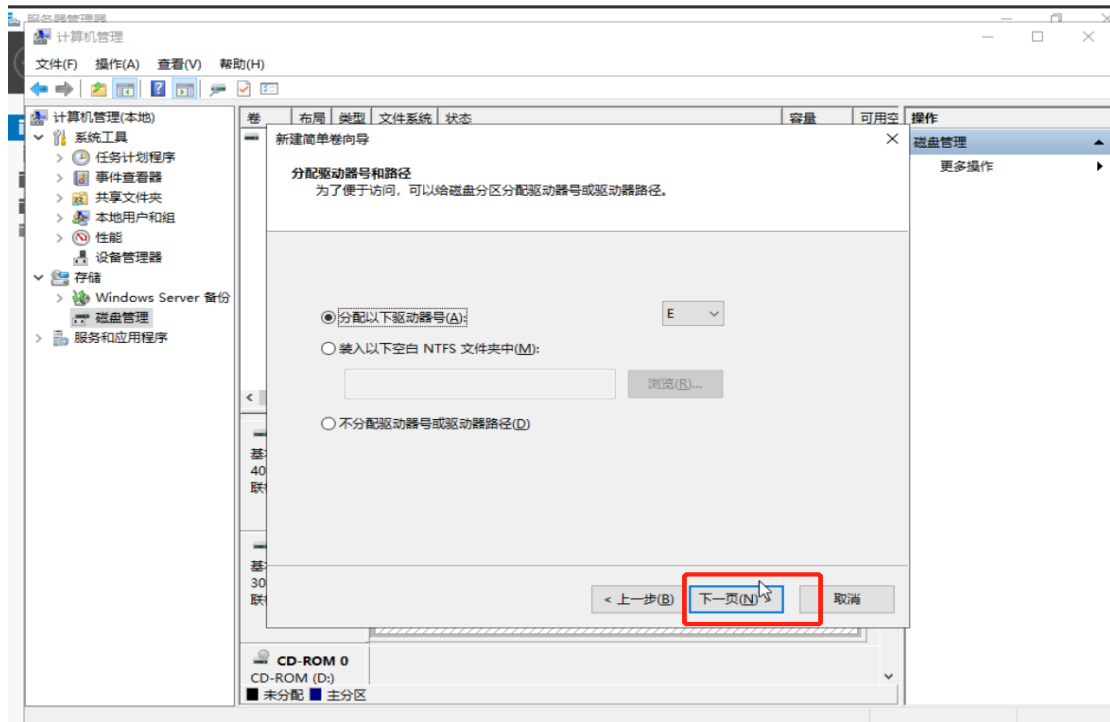 服务器管理器
计算机管理
文件(F) 操作(A) 查看(V) 帮助(H)
计算机管理(本地)
系统工具
任务计划程序
事件查看器
共享文件夹
本地用户和组
性能
设备管理器
存储
Windows Server 备份
磁盘管理
服务和应用程序
卷 布局 类型 文件系统 状态 容量 可用空
操作
磁盘管理
更多操作
新建简单卷向导
分配驱动器号和路径
为了便于访问，可以给磁盘分区分配驱动器号或驱动器路径。
分配以下驱动器号(A): E
装入以下空白 NTFS 文件夹中(M):
浏览(R)...
不分配驱动器号或驱动器路径(D)
< 上一步(B) 下一页(N) 取消
40
30
CD-ROM 0
CD-ROM (D:)
未分配 主分区